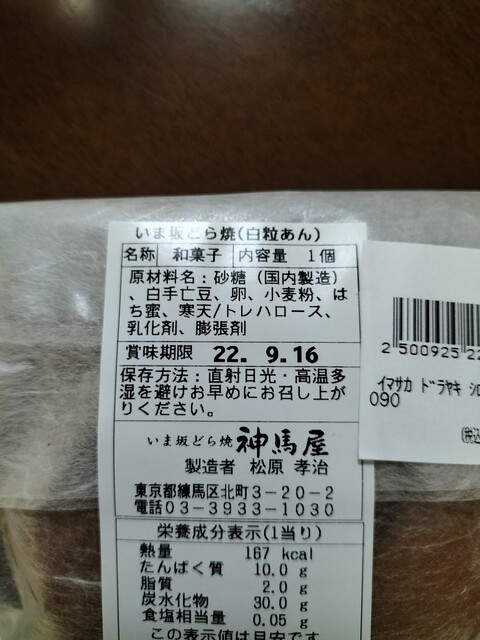 いま坂どら焼(白粒あん)
名称 和菓子 内容量 1個
原材料名:砂糖(国内製造)
、白手亡豆、卵、小麦粉、は
ち蜜、寒天/トレハロース、
乳化剤、膨張剤
賞味期限 22. 9.16
保存方法:直射日光・高温多
湿を避けお早めにお召し上が
りください。
いま坂どら焼 神馬屋
製造者 松原 孝治
東京都練馬区北町3-20-2
電話03-3933-1030
栄養成分表示(1当り)
熱量 167 kcal
たんぱく質 10.0 g
脂質 2.0 g
炭水化物 30.0 g
食塩相当量 0.05 g
この表示値は目安です
2 500925 22
イマサカ ドラヤキ シロ
090
(税込